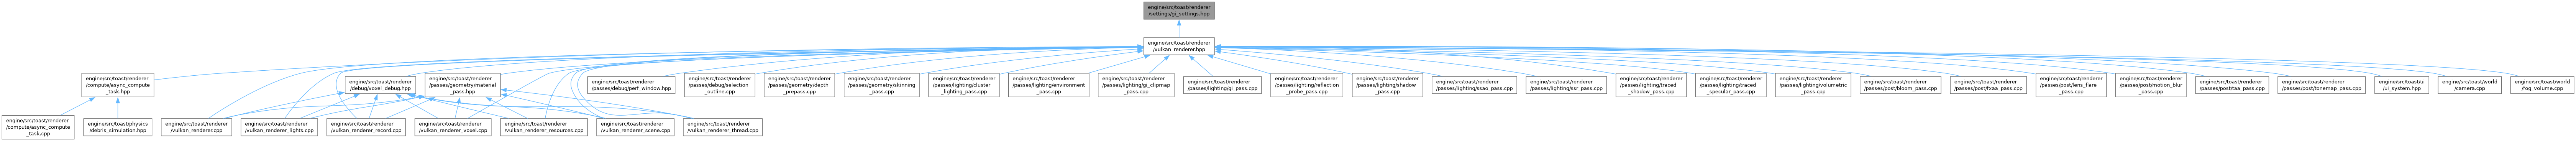 engine/src/toast/renderer
/settings/gi_settings.hpp
engine/src/toast/renderer
/vulkan_renderer.hpp
engine/src/toast/renderer
/compute/async_compute
_task.hpp
engine/src/toast/renderer
/debug/voxel_debug.hpp
engine/src/toast/renderer
/passes/geometry/material
_pass.hpp
engine/src/toast/renderer
/passes/debug/perf_window.hpp
engine/src/toast/renderer
/passes/debug/selection
_outline.cpp
engine/src/toast/renderer
/passes/geometry/depth
_prepass.cpp
engine/src/toast/renderer
/passes/geometry/skinning
_pass.cpp
engine/src/toast/renderer
/passes/lighting/cluster
_lighting_pass.cpp
engine/src/toast/renderer
/passes/lighting/environment
_pass.cpp
engine/src/toast/renderer
/passes/lighting/gi_clipmap
_pass.cpp
engine/src/toast/renderer
/passes/lighting/gi_pass.cpp
engine/src/toast/renderer
/passes/lighting/reflection
_probe_pass.cpp
engine/src/toast/renderer
/passes/lighting/shadow
_pass.cpp
engine/src/toast/renderer
/passes/lighting/ssao_pass.cpp
engine/src/toast/renderer
/passes/lighting/ssr_pass.cpp
engine/src/toast/renderer
/passes/lighting/traced
_shadow_pass.cpp
engine/src/toast/renderer
/passes/lighting/traced
_specular_pass.cpp
engine/src/toast/renderer
/passes/lighting/volumetric
_pass.cpp
engine/src/toast/renderer
/passes/post/bloom_pass.cpp
engine/src/toast/renderer
/passes/post/fxaa_pass.cpp
engine/src/toast/renderer
/passes/post/lens_flare
_pass.cpp
engine/src/toast/renderer
/passes/post/motion_blur
_pass.cpp
engine/src/toast/renderer
/passes/post/taa_pass.cpp
engine/src/toast/renderer
/passes/post/tonemap_pass.cpp
engine/src/toast/ui
/ui_system.hpp
engine/src/toast/world
/camera.cpp
engine/src/toast/world
/fog_volume.cpp
engine/src/toast/renderer
/compute/async_compute
_task.cpp
engine/src/toast/physics
/debris_simulation.hpp
engine/src/toast/renderer
/vulkan_renderer.cpp
engine/src/toast/renderer
/vulkan_renderer_lights.cpp
engine/src/toast/renderer
/vulkan_renderer_record.cpp
engine/src/toast/renderer
/vulkan_renderer_voxel.cpp
engine/src/toast/renderer
/vulkan_renderer_resources.cpp
engine/src/toast/renderer
/vulkan_renderer_scene.cpp
engine/src/toast/renderer
/vulkan_renderer_thread.cpp